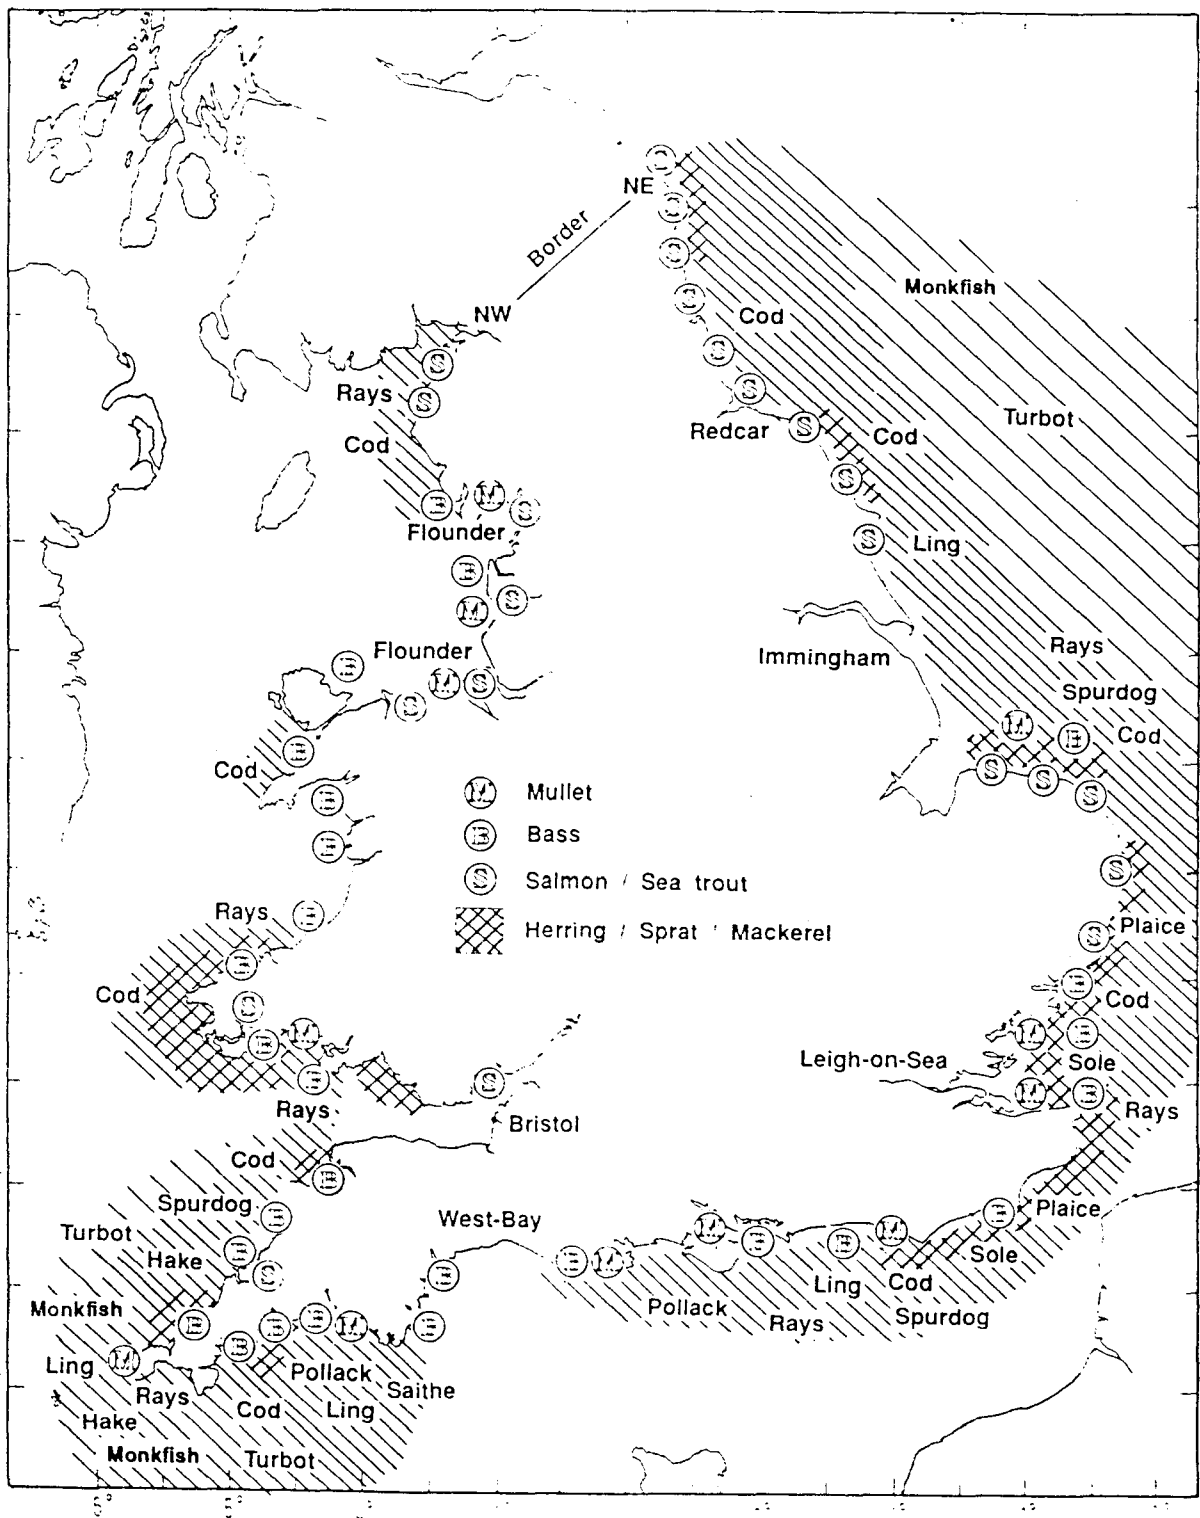 NE
Border
NW
Monkfish
Cod
Rays
Turbot
Redcar
Cod
Cod
Flounder
Ling
Flounder
Immingham
Rays
Spurdog
Cod
Cod
M Mullet
B Bass
S Salmon / Sea trout
Herring / Sprat / Mackerel
Rays
Plaice
Cod
Cod
Leigh-on-Sea
Sole
Rays
Rays
Bristol
Cod
Spurdog
West-Bay
Plaice
Turbot
Hake
Sole
Ling
Cod
Monkfish
Pollack
Rays
Spurdog
Ling
Rays
Pollack
Saithe
Hake
Cod
Ling
Monkfish
Turbot